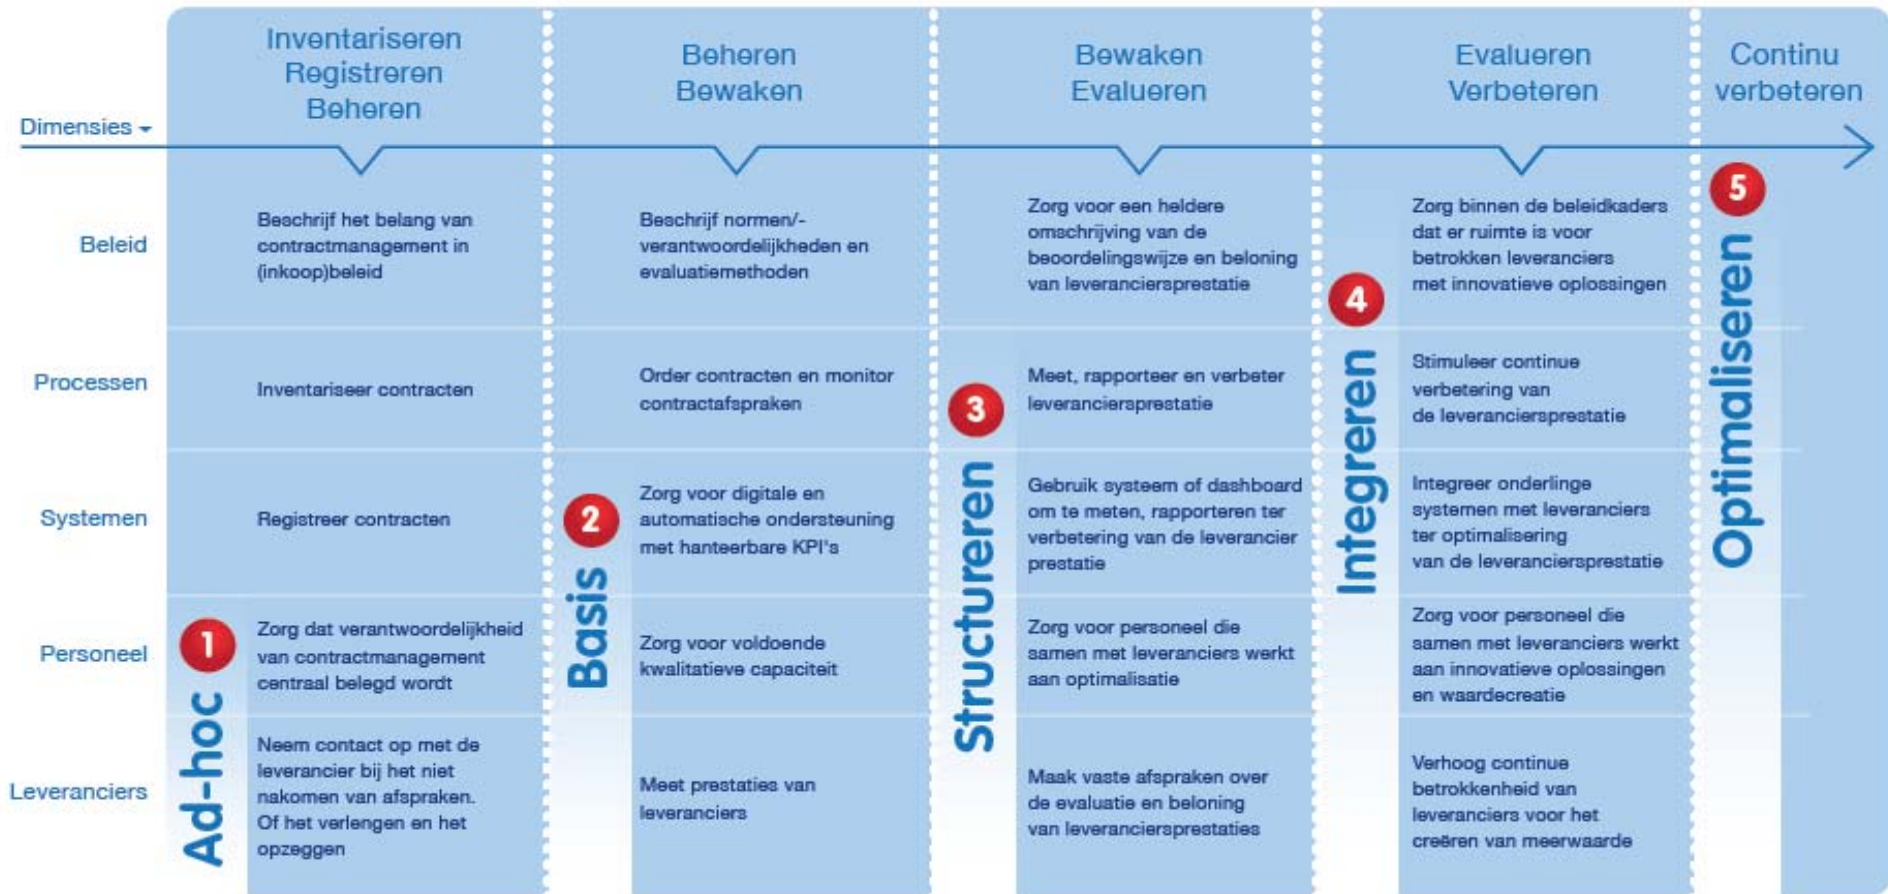 Inventariseren
Registreren
Beheren
Beheren
Bewaken
Bewaken
Evalueren
Evalueren
Verbeteren
Continu
verbeteren
Dimensies
Beleid
Beschrijf het belang van
contractmanagement in
(inkoop)beleid
Beschrijf normen/-
verantwoordelijkheden en
evaluatiemethoden
Zorg voor een heldere
omschrijving van de
beoordelingswijze en beloning
van leveranciersprestatie
Zorg binnen de beleidkaders
dat er ruimte is voor
betrokken leveranciers
met innovatieve oplossingen
Processen
Inventariseer contracten
Order contracten en monitor
contractafspraken
Meet, rapporteer en verbeter
leveranciersprestatie
Stimuleer continue
verbetering van
de leveranciersprestatie
Systemen
Registreer contracten
Zorg voor digitale en
automatische ondersteuning
met hanteerbare KPI's
Gebruik systeem of dashboard
om te meten, rapporteren ter
verbetering van de leverancier
prestatie
Integreer onderlinge
systemen met leveranciers
ter optimalisering
van de leveranciersprestatie
Personeel
Zorg dat verantwoordelijkheid
van contractmanagement
centraal belegd wordt
Zorg voor voldoende
kwalitatieve capaciteit
Zorg voor personeel die
samen met leveranciers werkt
aan optimalisatie
Zorg voor personeel die
samen met leveranciers werkt
aan innovatieve oplossingen
en waardecreatie
Leveranciers
Neem contact op met de
leverancier bij het niet
nakomen van afspraken.
Of het verlengen en het
opzeggen
Meet prestaties van
leveranciers
Maak vaste afspraken over
de evaluatie en beloning
van leveranciersprestaties
Verhoog continue
betrokkenheid van
leveranciers voor het
creëren van meerwaarde
1
Ad-hoc
2
Basis
3
Structureren
4
Integreren
5
Optimaliseren